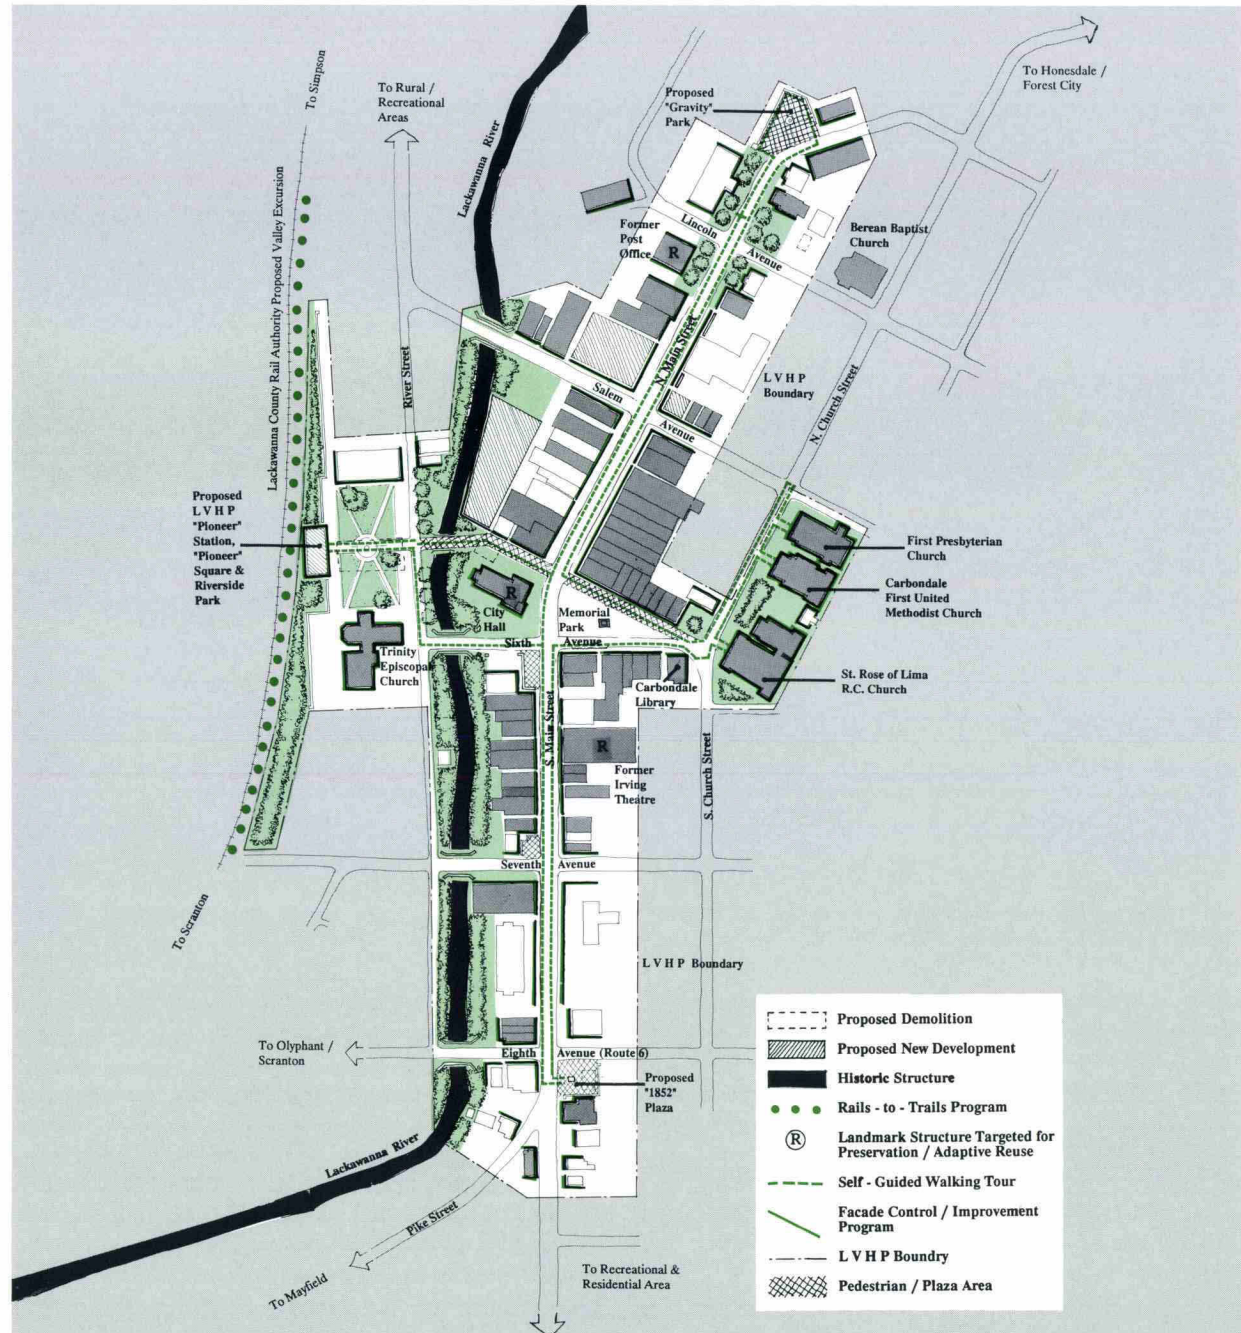 To Simpson
To Rural /
Recreational
Areas
Lackawanna River
Proposed
"Gravity"
Park
To Honesdale /
Forest City
Lackawanna County Rail Authority Proposed Valley Excursion
River Street
Former
Post
Office
R
Lincoln
Avenue
Berean Baptist
Church
N. Main Street
L V H P
Boundary
N. Church Street
Salem
Avenue
Proposed
L V H P
"Pioneer"
Station,
"Pioneer"
Square &
Riverside
Park
First Presbyterian
Church
Carbondale
First United
Methodist Church
R
City
Hall
Memorial
Park
Sixth
Avenue
Trinity
Episcopal
Church
Carbondale
Library
St. Rose of Lima
R.C. Church
S. Main Street
R
Former
Irving
Theatre
S. Church Street
Seventh
Avenue
To Scranton
L V H P Boundary
To Olyphant /
Scranton
Eighth
Avenue (Route 6)
Proposed
"1852"
Plaza
Lackawanna River
Pike Street
To Mayfield
To Recreational &
Residential Area
Proposed Demolition
Proposed New Development
Historic Structure
Rails - to - Trails Program
R
Landmark Structure Targeted for
Preservation / Adaptive Reuse
Self - Guided Walking Tour
Facade Control / Improvement
Program
L V H P Boundry
Pedestrian / Plaza Area